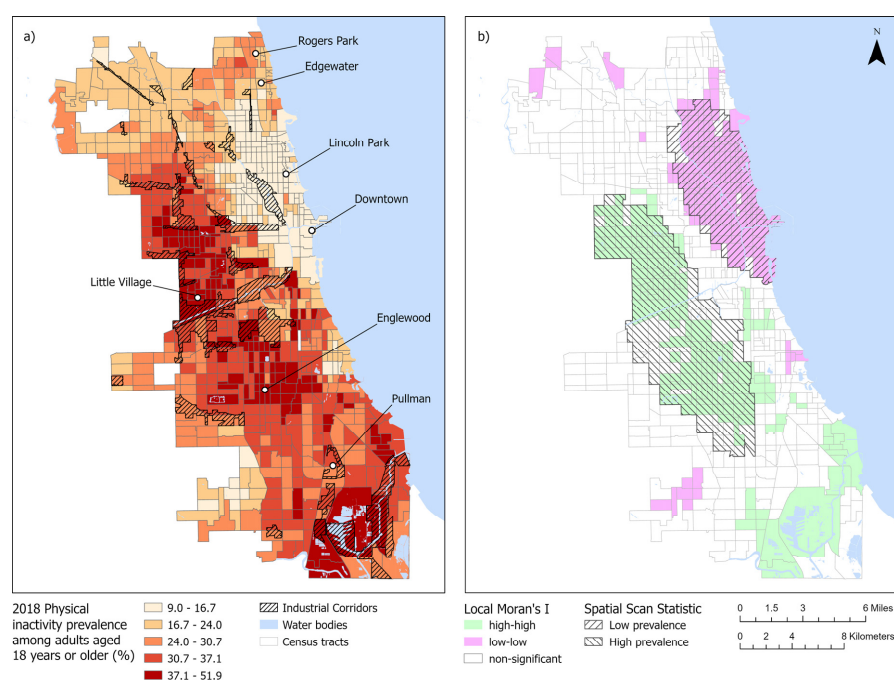 a)
Rogers Park
Edgewater
Lincoln Park
Downtown
Little Village
Englewood
Pullman
b)
N
2018 Physical
inactivity prevalence
among adults aged
18 years or older (%)
9.0 - 16.7
16.7 - 24.0
24.0 - 30.7
30.7 - 37.1
37.1 - 51.9
Industrial Corridors
Water bodies
Census tracts
Local Moran's I
high-high
low-low
non-significant
Spatial Scan Statistic
Low prevalence
High prevalence
0 1.5 3 6 Miles
0 2 4 8 Kilometers